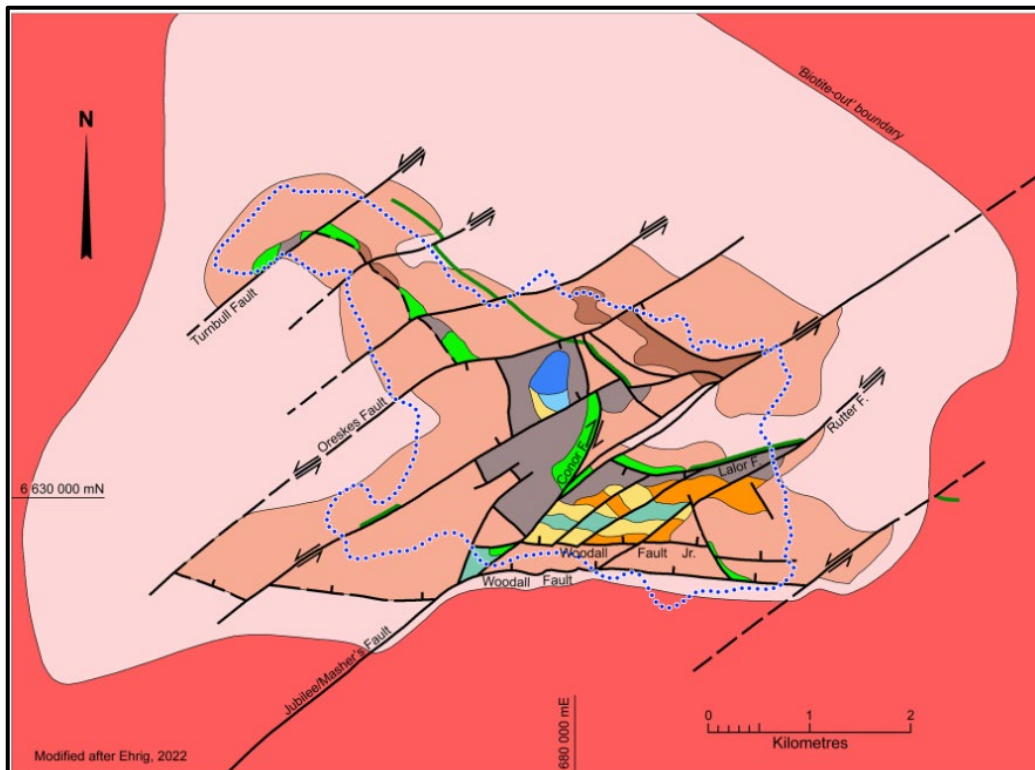 'Biotite-out' boundary
N
Turnbull Fault
Oreskes Fault
Rutter F.
Conor F.
Lalor F.
6 630 000 mN
Woodall Fault Jr.
Woodall Fault
Jubilee/Masher's Fault
680 000 mE
0 1 2
Kilometres
Modified after Ehrig, 2022